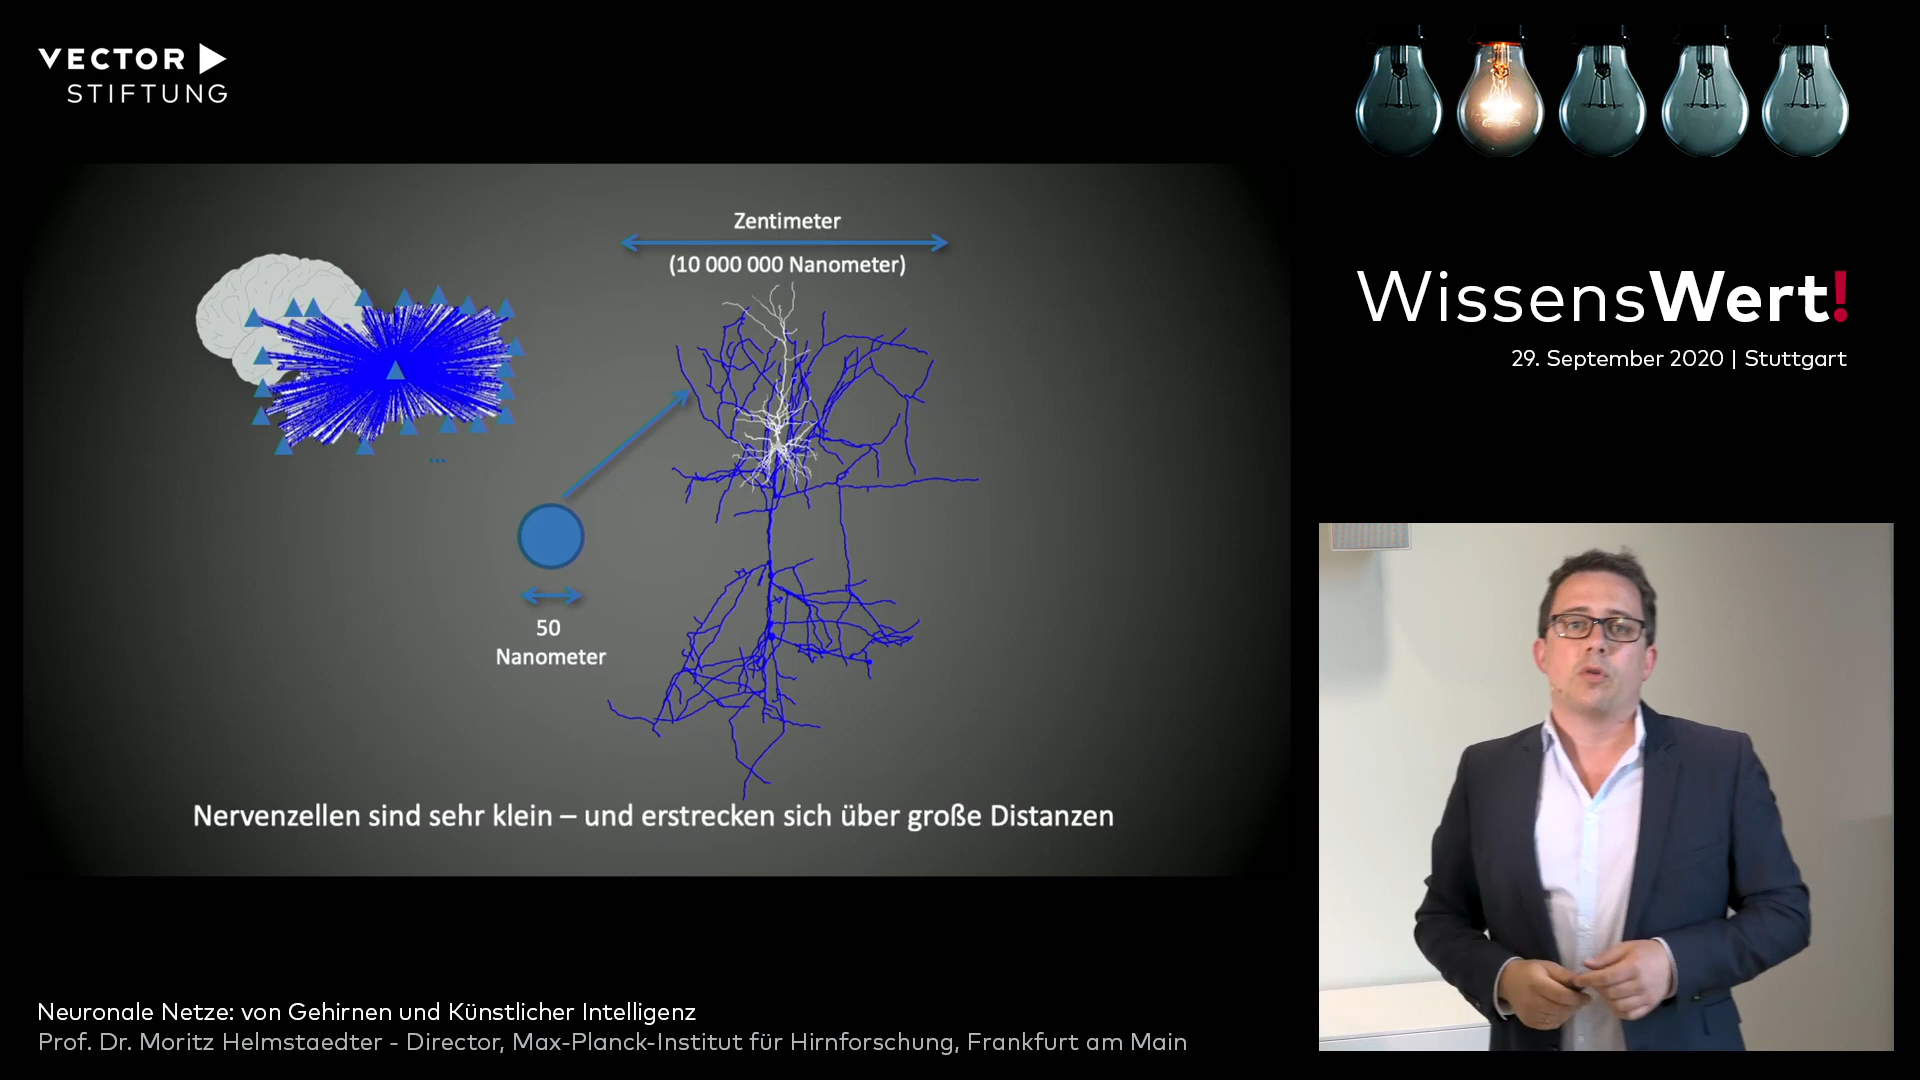 VECTOR
STIFTUNG
Zentimeter
(10 000 000 Nanometer)
...
50
Nanometer
Nervenzellen sind sehr klein – und erstrecken sich über große Distanzen
WissensWert!
29. September 2020 | Stuttgart
Neuronale Netze: von Gehirnen und Künstlicher Intelligenz
Prof. Dr. Moritz Helmstaedter - Director, Max-Planck-Institut für Hirnforschung, Frankfurt am Main